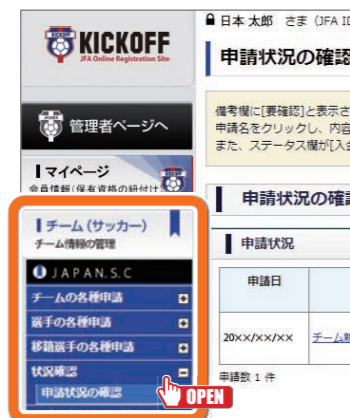 KICKOFF
JFA Online Registration Site
管理者ページへ
マイページ
会員情報(保有資格の紐付け
チーム(サッカー)
チーム情報の管理
JAPAN.S.C
チームの各種申請
選手の各種申請
移籍選手の各種申請
状況確認
申請状況の確認
OPEN
日本 太郎 さま (JFA ID
申請状況の確認
備考欄に[要確認]と表示さ
申請名をクリックし、内容
また、ステータス欄が[入金
申請状況の確認
申請状況
申請日
20××/××/×× チーム
申請数 1 件